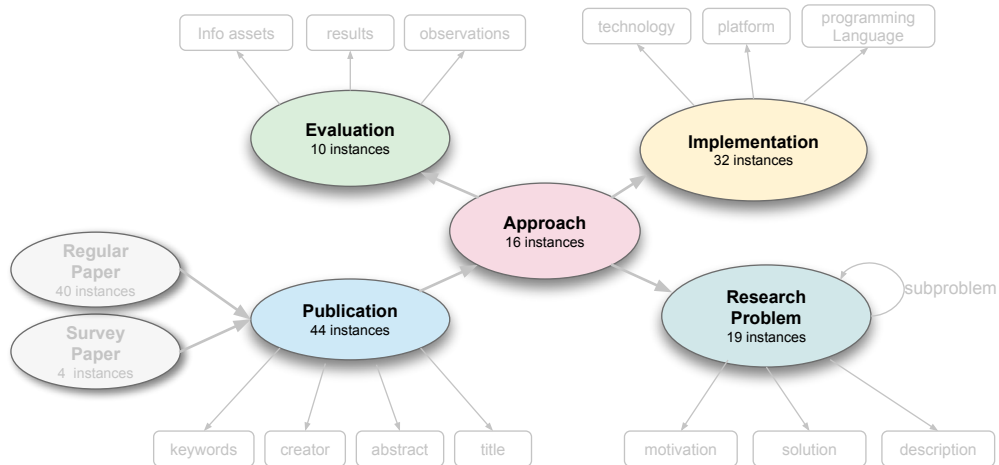 Info assets
results
observations
technology
platform
programming
Language
Evaluation
10 instances
Implementation
32 instances
Approach
16 instances
Regular
Paper
40 instances
Survey
Paper
4 instances
Publication
44 instances
Research
Problem
19 instances
subproblem
keywords
creator
abstract
title
motivation
solution
description